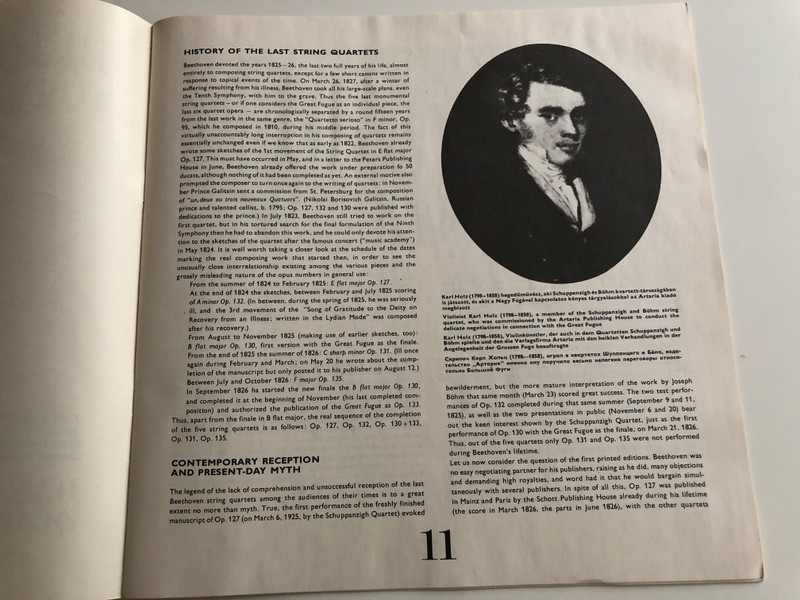 HISTORY OF THE LAST STRING QUARTETS
Beethoven devoted the years 1825–26, the last two full years of his life, almost
entirely to composing string quartets, except for a few short canons written in
response to topical events of the time. On March 26, 1827, after a winter of
suffering resulting from his illness, Beethoven took all his large-scale plans, even
the Tenth Symphony, with him to the grave. Thus the five last monumental
string quartets – or if one considers the Great Fugue as an individual piece, the
last six quartet opera — are chronologically separated by a round fifteen years
from the last work in the same genre, the "Quartetto serioso" in F minor, Op.
95, which he composed in 1810, during his middle period. The fact of this
virtually unaccountably long interruption in his composing of quartets remains
essentially unchanged even if we know that as early as 1822, Beethoven already
wrote some sketches of the 1st movement of the String Quartet in E flat major
Op. 127. This must have occurred in May, and in a letter to the Peters Publishing
House in June, Beethoven already offered the work under preparation fo 50
ducats, although nothing of it had been completed as yet. An external motive also
prompted the composer to turn once again to the writing of quartets: in Novem-
ber Prince Galitain sent a commission from St. Petersburg for the composition
of "un, deux ou trois nouveaux Quatuors". (Nikolai Borisovich Galitain, Russian
prince and talented cellist, b. 1795; Op. 127, 132 and 130 were published with
dedications to the prince.) In July 1823, Beethoven still tried to work on the
first quartet, but in his tortured search for the final formulation of the Ninth
Symphony then he had to abandon this work, and he could only devote his atten-
tion to the sketches of the quartet after the famous concert ("music academy")
in May 1824. It is well worth taking a closer look at the schedule of the dates
marking the real composing work that started then, in order to see the
unusually close interrelationship existing among the various pieces and the
grossly misleading nature of the opus numbers in general use:
From the summer of 1824 to February 1825: E flat major Op. 127.
At the end of 1824 the sketches, between February and July 1825 scoring
of A minor Op. 132. (In between, during the spring of 1825, he was seriously
ill, and the 3rd movement of the "Song of Gratitude to the Deity on
Recovery from an Illness; written in the Lydian Mode" was composed
after his recovery.)
From August to November 1825 (making use of earlier sketches, too):
B flat major Op. 130, first version with the Great Fugue as the finale.
From the end of 1825 the summer of 1826: C sharp minor Op. 131. (Ill once
again during February and March; on May 20 he wrote about the comp-
letion of the manuscript but only posted it to his publisher on August 12.)
Between July and October 1826: F major Op. 135.
In September 1826 he started the new finale the B flat major Op. 130,
and completed it at the beginning of November (his last completed com-
position) and authorized the publication of the Great Fugue as Op. 133.
Thus, apart from the finale in B flat major, the real sequence of the completion
of the five string quartets is as follows: Op. 127, Op. 132, Op. 130+133,
Op. 131, Op. 135.
CONTEMPORARY RECEPTION
AND PRESENT-DAY MYTH
The legend of the lack of comprehension and unsuccessful reception of the last
Beethoven string quartets among the audiences of their times is to a great
extent no more than myth. True, the first performance of the freshly finished
manuscript of Op. 127 (on March 6, 1925, by the Schuppanzigh Quartet) evoked
Karl Holz (1798–1858) hegedűművész, aki Schuppanzigh és Böhm kvartett-társaságában
is játszott, és akit a Nagy Fúgával kapcsolatos kényes tárgyalásokkal az Artaria kiadó
megbízott
Violinist Karl Holz (1798–1858), a mamber of the Schuppanzigh and Böhm string
quartet, who was commissioned by the Artaria Publishing House to conduct the
delicate negotiations in connection with the Great Fugue
Karl Holz (1798–1858), Violinkünstler, der auch in dem Quartetten Schuppanzigh und
Böhm spielte und den die Verlagsfirma Artaria mit den heiklen Verhandlungen in der
Angelegenheit der Grossen Fuge beauftragte
Скрипач Карл Хольц (1798–1858), играл в квартетах Шуппанцига и Бёма, изда-
тельство „Артариа" именно ему поручило весьма нелегкие переговоры относи-
тельно Большой Фуги
bewilderment, but the more mature interpretation of the work by Joseph
Böhm that same month (March 23) scored great success. The two test perfor-
mances of Op. 132 completed during that same summer (September 9 and 11,
1825), as well as the two presentations in public (November 6 and 20) bear
out the keen interest shown by the Schuppanzigh Quartet, just as the first
performance of Op. 130 with the Great Fugue as the finale, on March 21, 1826.
Thus, out of the five quartets only Op. 131 and Op. 135 were not performed
during Beethoven's lifetime.
Let us now consider the question of the first printed editions. Beethoven was
no easy negotiating partner for his publishers, raising as he did, many objections
and demanding high royalties, and word had it that he would bargain simul-
taneously with several publishers. In spite of all this, Op. 127 was published
in Mainz and Paris by the Schott Publishing House already during his lifetime
(the score in March 1826, the parts in June 1826), with the other quartets
11